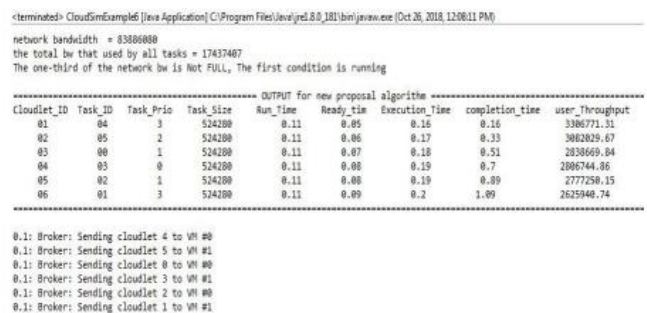 <terminated> CloudSimExample6 [Java Application] C:\Program Files\Java\jre1.8.0_181\bin\javaw.exe (Oct 26, 2018, 12:08:11 PM)
network bandwidth = 83886080
the total bw that used by all tasks = 17437407
The one-third of the network bw is Not FULL, The first condition is running
OUTPUT for new proposal algorithm
Cloudlet_ID Task_ID Task_Prio Task_Size Run_Time Ready_tim Execution_Time completion_time user_Throughput
01 04 3 524280 0.11 0.05 0.16 0.16 3306771.31
02 05 2 524280 0.11 0.06 0.17 0.33 3082029.67
03 00 1 524280 0.11 0.07 0.18 0.51 2838669.84
04 03 0 524280 0.11 0.08 0.19 0.7 2806744.86
05 02 1 524280 0.11 0.08 0.19 0.89 2777250.15
06 01 3 524280 0.11 0.09 0.2 1.09 2625940.74
0.1: Broker: Sending cloudlet 4 to VM #0
0.1: Broker: Sending cloudlet 5 to VM #1
0.1: Broker: Sending cloudlet 0 to VM #0
0.1: Broker: Sending cloudlet 3 to VM #1
0.1: Broker: Sending cloudlet 2 to VM #0
0.1: Broker: Sending cloudlet 1 to VM #1